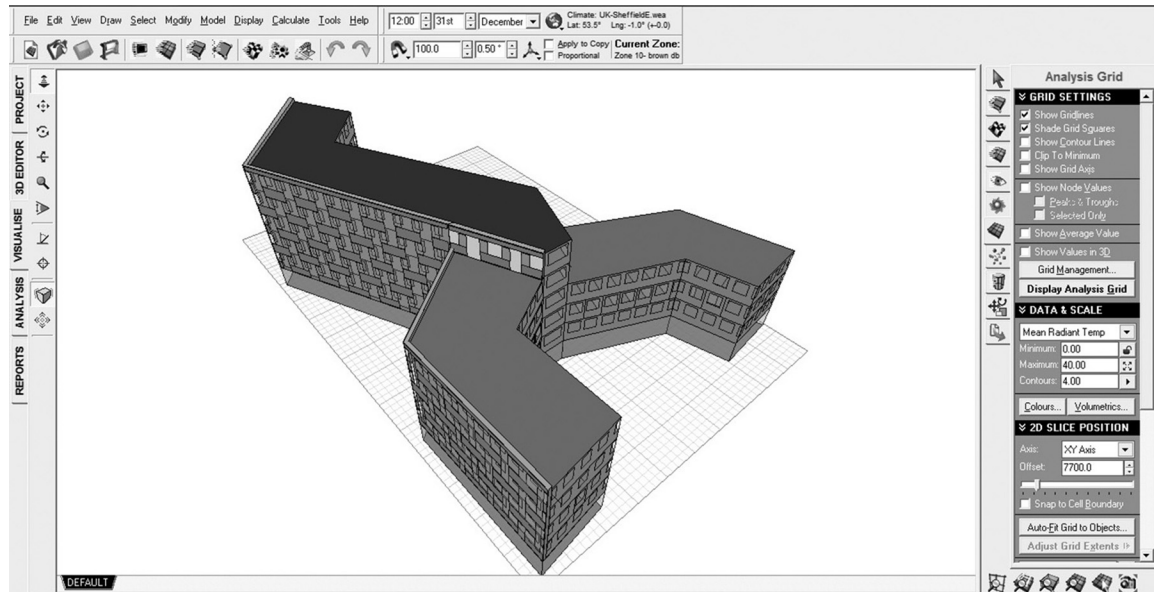 File Edit View Draw Select Modify Model Display Calculate Tools Help
12:00 31st December
Climate: UK-SheffieldE.wea
Lat: 53.5° Lng: -1.0° (+-0.0)
100.0 0.50° Apply to Copy
Proportional
Current Zone:
Zone 10- brown db
PROJECT
3D EDITOR
VISUALISE
ANALYSIS
REPORTS
DEFAULT
Analysis Grid
GRID SETTINGS
Show Gridlines
Shade Grid Squares
Show Contour Lines
Clip To Minimum
Show Grid Axis
Show Node Values
Peaks & Troughs
Selected Only
Show Average Value
Show Values in 3D
Grid Management...
Display Analysis Grid
DATA & SCALE
Mean Radiant Temp
Minimum: 0.00
Maximum: 40.00
Contours: 4.00
Colours... Volumetrics...
2D SLICE POSITION
Axis: XY Axis
Offset: 7700.0
Snap to Cell Boundary
Auto-Fit Grid to Objects...
Adjust Grid Extents